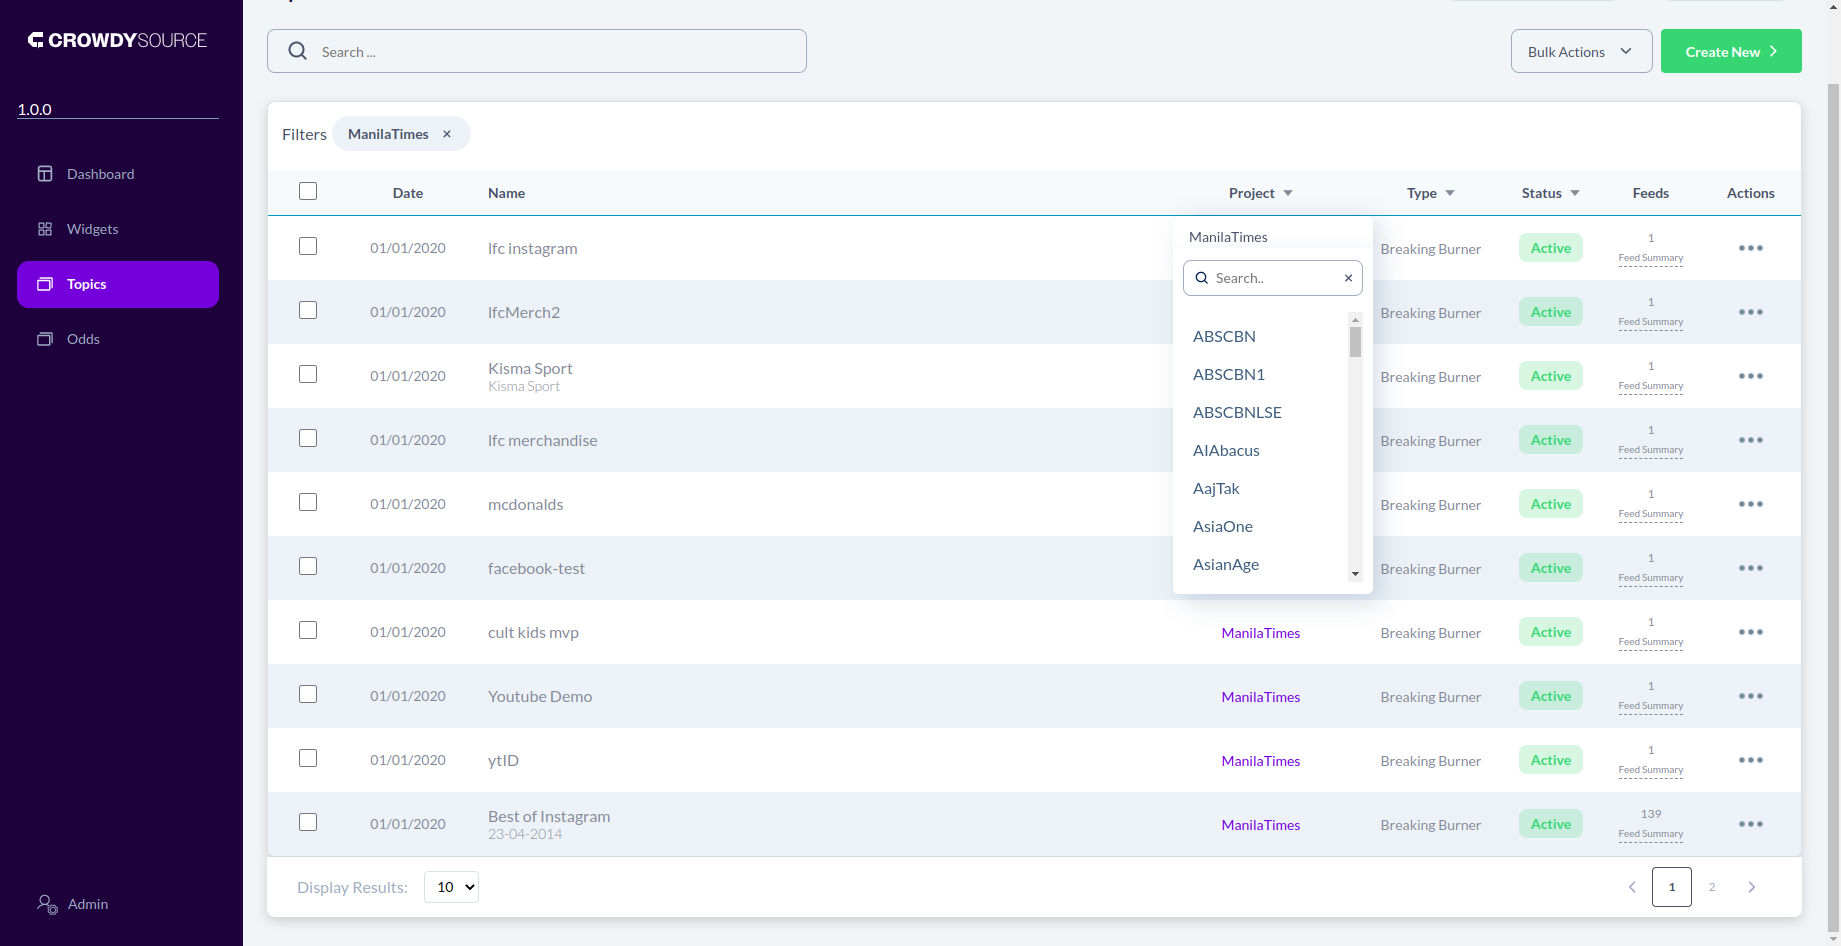 CROWDYSOURCE
1.0.0
Dashboard
Widgets
Topics
Odds
Admin
Search ...
Bulk Actions
Create New
Filters ManilaTimes ×
Date Name Project Type Status Feeds Actions
01/01/2020 lfc instagram Breaking Burner Active 1 Feed Summary
01/01/2020 lfcMerch2 Breaking Burner Active 1 Feed Summary
01/01/2020 Kisma Sport Breaking Burner Active 1 Feed Summary
Kisma Sport
01/01/2020 lfc merchandise Breaking Burner Active 1 Feed Summary
01/01/2020 mcdonalds Breaking Burner Active 1 Feed Summary
01/01/2020 facebook-test Breaking Burner Active 1 Feed Summary
01/01/2020 cult kids mvp ManilaTimes Breaking Burner Active 1 Feed Summary
01/01/2020 Youtube Demo ManilaTimes Breaking Burner Active 1 Feed Summary
01/01/2020 ytID ManilaTimes Breaking Burner Active 1 Feed Summary
01/01/2020 Best of Instagram ManilaTimes Breaking Burner Active 139 Feed Summary
23-04-2014
ManilaTimes
Search.. ×
ABSCBN
ABSCBN1
ABSCBNLSE
AIAbacus
AajTak
AsiaOne
AsianAge
Display Results: 10
1 2